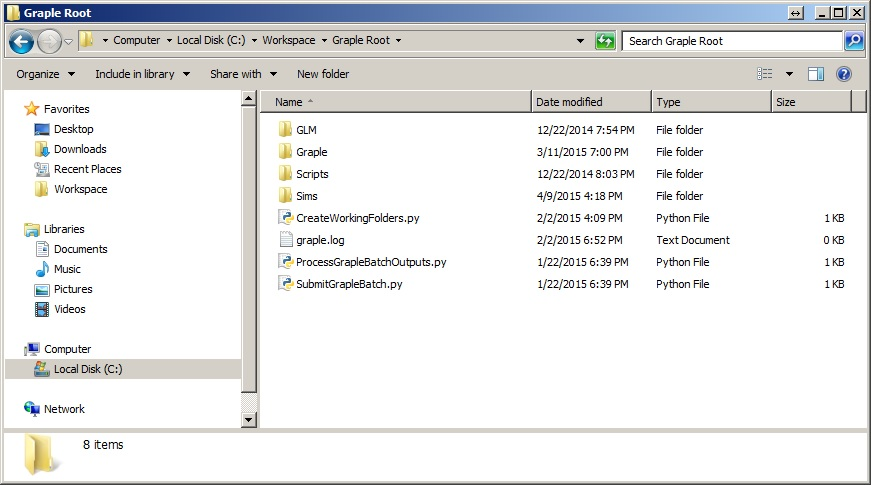 Graple Root
Computer Local Disk (C:) Workspace Graple Root Search Graple Root
Organize Include in library Share with New folder
Name Date modified Type Size
Favorites
Desktop
Downloads
Recent Places
Workspace
Libraries
Documents
Music
Pictures
Videos
Computer
Local Disk (C:)
Network
GLM 12/22/2014 7:54 PM File folder
Graple 3/11/2015 7:00 PM File folder
Scripts 12/22/2014 8:03 PM File folder
Sims 4/9/2015 4:18 PM File folder
CreateWorkingFolders.py 2/2/2015 4:09 PM Python File 1 KB
graple.log 2/2/2015 6:52 PM Text Document 0 KB
ProcessGrapleBatchOutputs.py 1/22/2015 6:39 PM Python File 1 KB
SubmitGrapleBatch.py 1/22/2015 6:39 PM Python File 1 KB
8 items